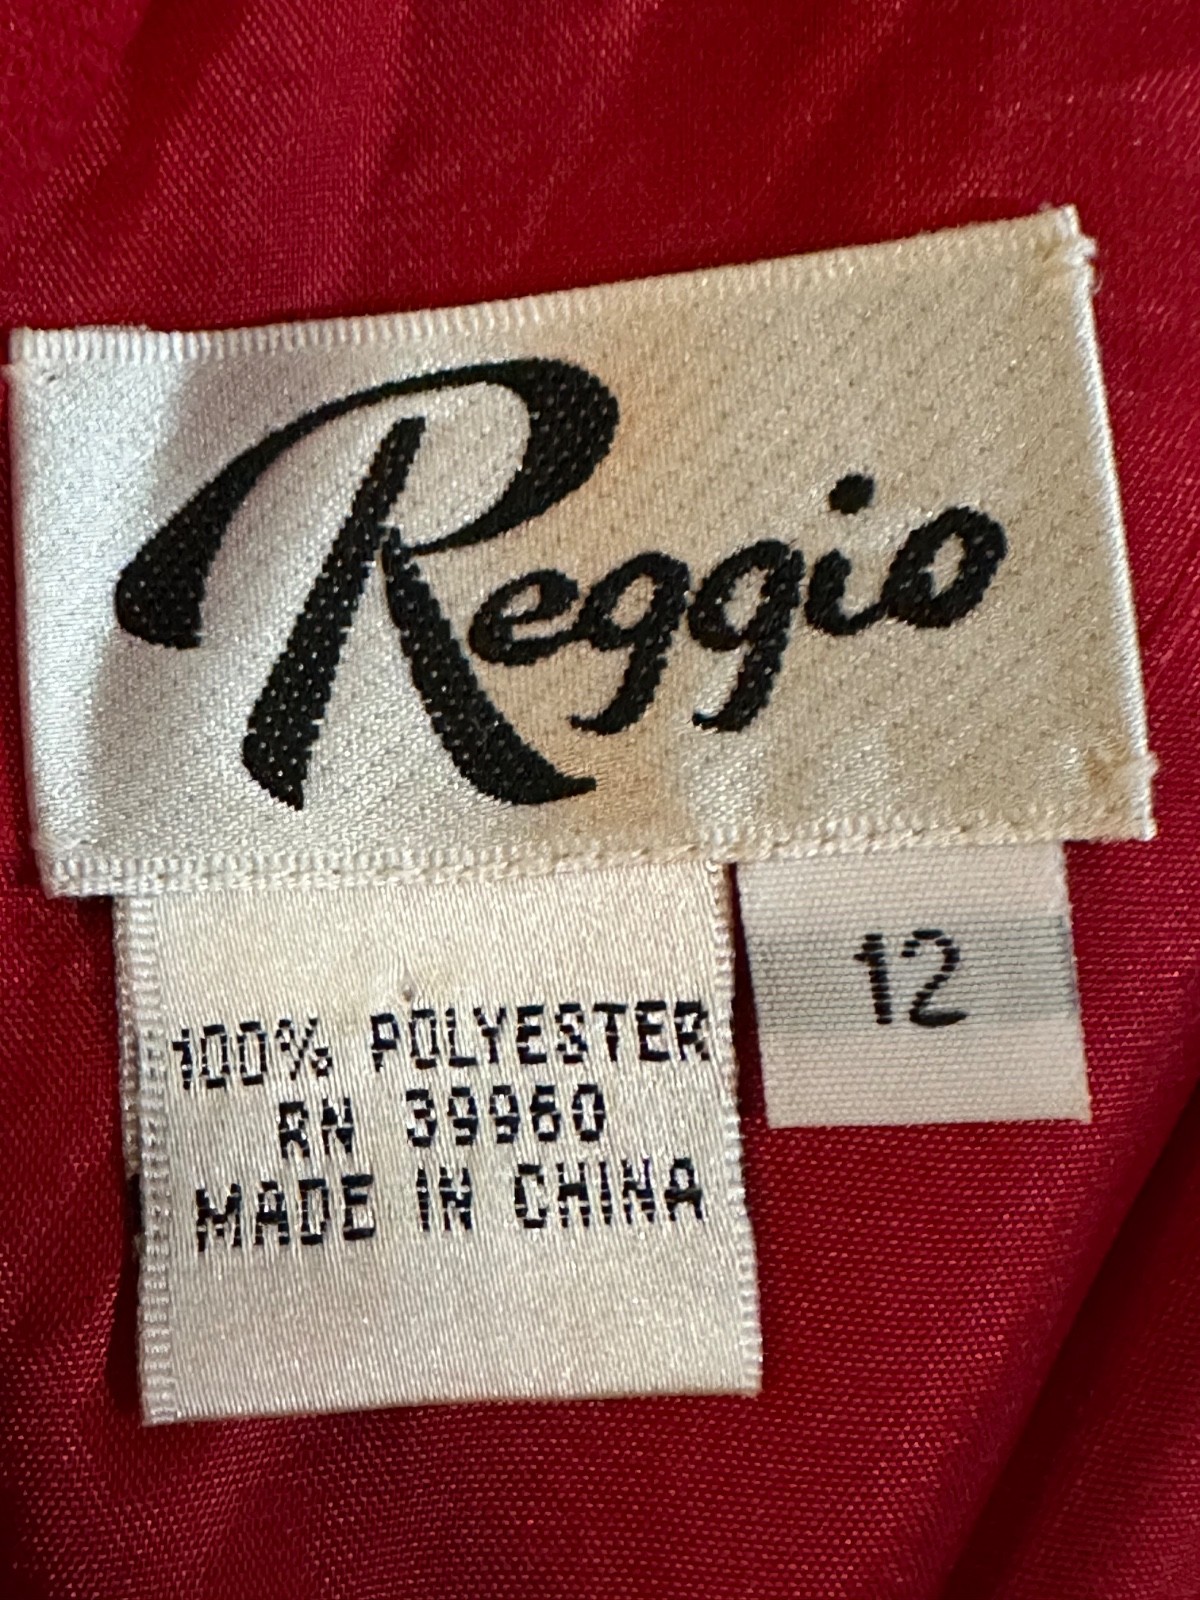 Reggio
12
100% POLYESTER
RN 39960
MADE IN CHINA